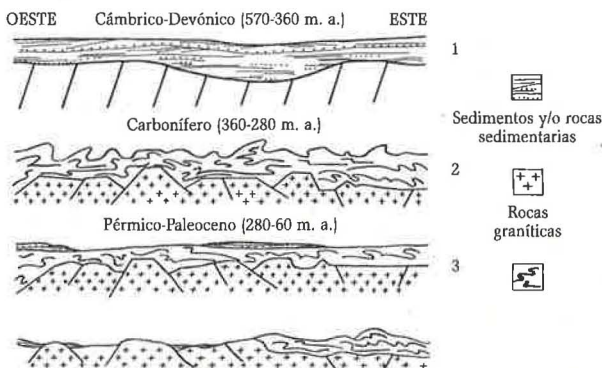 OESTE Cámbrico-Devónico (570-360 m. a.) ESTE
1
Sedimentos y/o rocas
sedimentarias
Carbonífero (360-280 m. a.)
2
Rocas
graníticas
Pérmico-Paleoceno (280-60 m. a.)
3